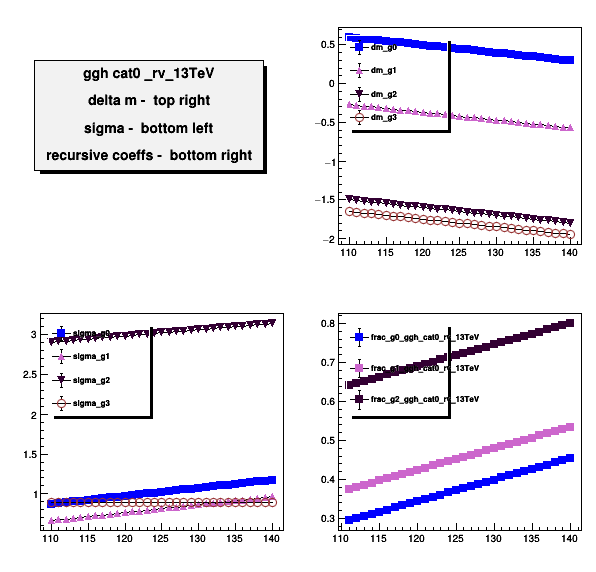 ggh cat0 _rv_13TeV
delta m - top right
sigma - bottom left
recursive coeffs - bottom right
0.5
0
−0.5
−1
−1.5
−2
dm_g0
dm_g1
dm_g2
dm_g3
110 115 120 125 130 135 140
3
2.5
2
1.5
1
sigma_g0
sigma_g1
sigma_g2
sigma_g3
110 115 120 125 130 135 140
0.8
0.7
0.6
0.5
0.4
0.3
frac_g0_ggh_cat0_rv_13TeV
frac_g1_ggh_cat0_rv_13TeV
frac_g2_ggh_cat0_rv_13TeV
110 115 120 125 130 135 140